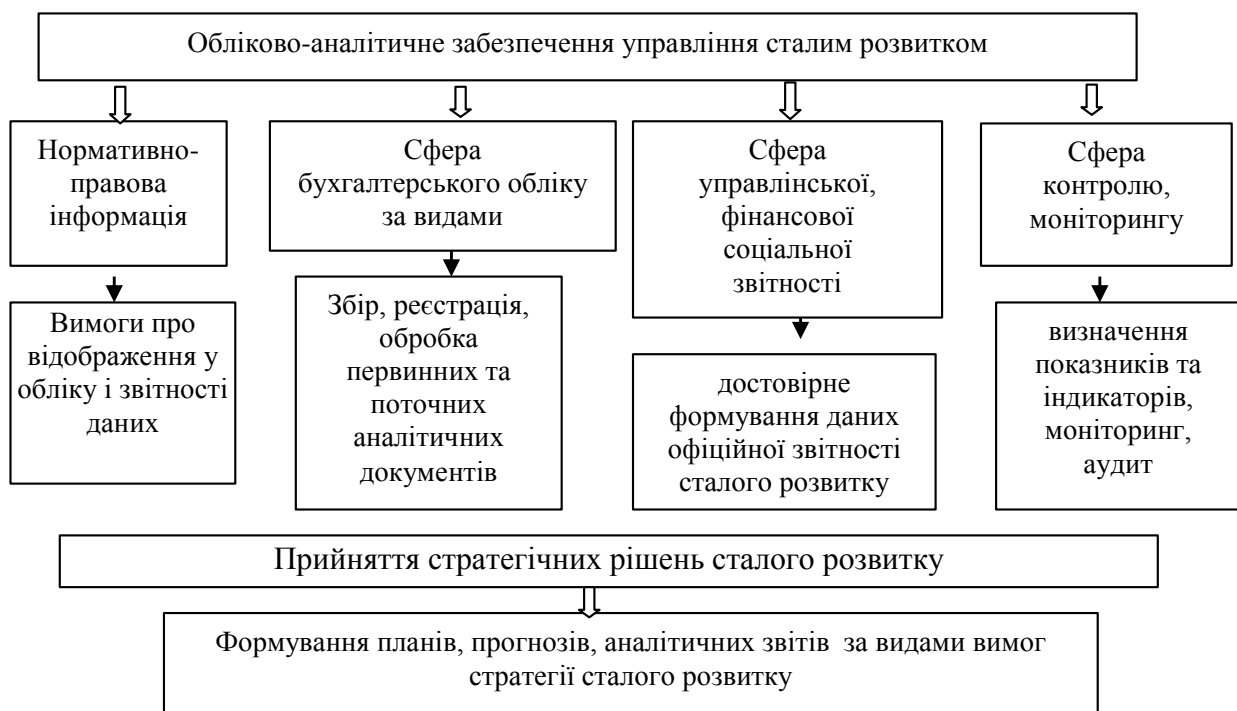 Обліково-аналітичне забезпечення управління сталим розвитком
Нормативно-
правова
інформація
Сфера
бухгалтерського обліку
за видами
Сфера
управлінської,
фінансової
соціальної
звітності
Сфера
контролю,
моніторингу
Вимоги про
відображення у
обліку і звітності
даних
Збір, реєстрація,
обробка
первинних та
поточних
аналітичних
документів
достовірне
формування даних
офіційної звітності
сталого розвитку
визначення
показників та
індикаторів,
моніторинг,
аудит
Прийняття стратегічних рішень сталого розвитку
Формування планів, прогнозів, аналітичних звітів за видами вимог
стратегії сталого розвитку